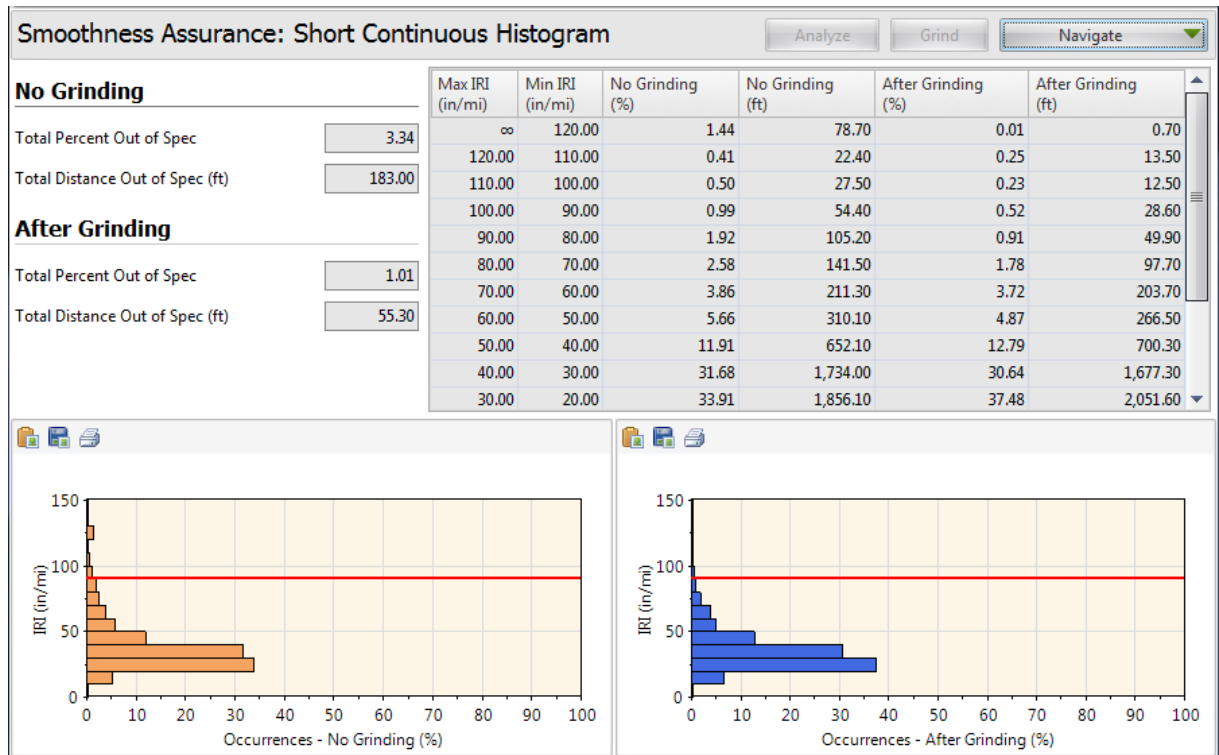 Smoothness Assurance: Short Continuous Histogram
Analyze
Grind
Navigate
No Grinding
Total Percent Out of Spec 3.34
Total Distance Out of Spec (ft) 183.00
After Grinding
Total Percent Out of Spec 1.01
Total Distance Out of Spec (ft) 55.30
Max IRI (in/mi) Min IRI (in/mi) No Grinding (%) No Grinding (ft) After Grinding (%) After Grinding (ft)
∞ 120.00 1.44 78.70 0.01 0.70
120.00 110.00 0.41 22.40 0.25 13.50
110.00 100.00 0.50 27.50 0.23 12.50
100.00 90.00 0.99 54.40 0.52 28.60
90.00 80.00 1.92 105.20 0.91 49.90
80.00 70.00 2.58 141.50 1.78 97.70
70.00 60.00 3.86 211.30 3.72 203.70
60.00 50.00 5.66 310.10 4.87 266.50
50.00 40.00 11.91 652.10 12.79 700.30
40.00 30.00 31.68 1,734.00 30.64 1,677.30
30.00 20.00 33.91 1,856.10 37.48 2,051.60
IRI (in/mi)
150
100
50
0
0 10 20 30 40 50 60 70 80 90 100
Occurrences - No Grinding (%)
IRI (in/mi)
150
100
50
0
0 10 20 30 40 50 60 70 80 90 100
Occurrences - After Grinding (%)